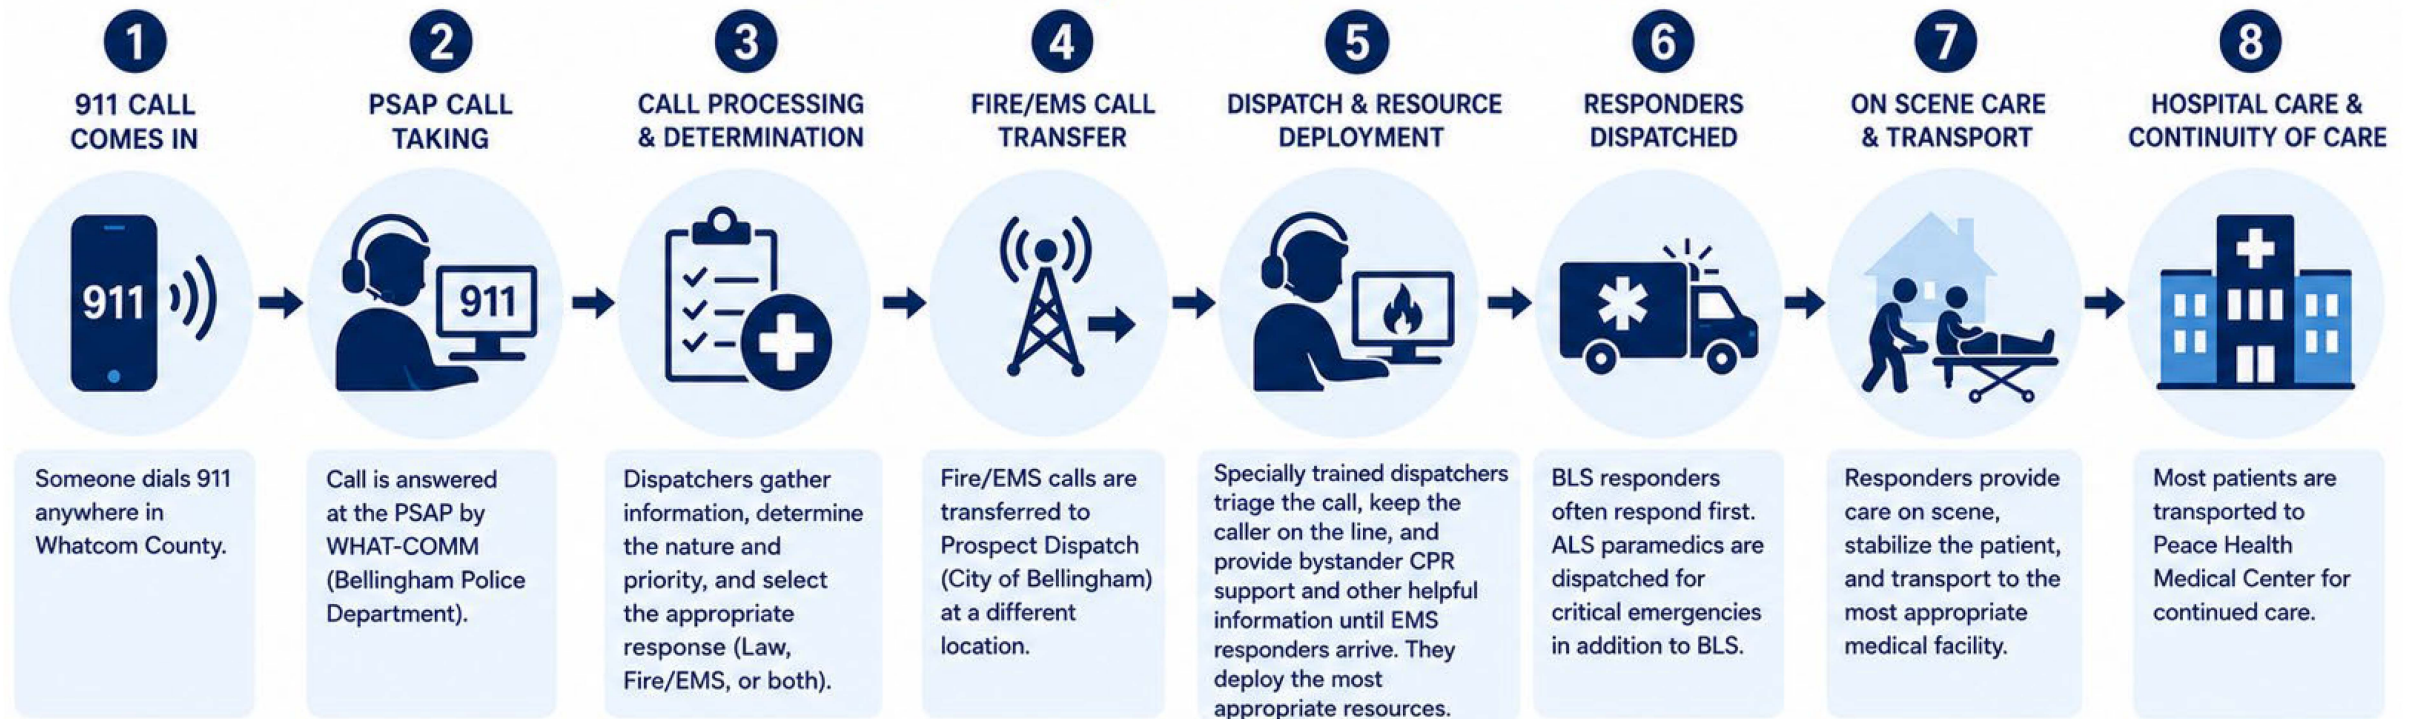 1
911 CALL
COMES IN
911
Someone dials 911
anywhere in
Whatcom County.
2
PSAP CALL
TAKING
911
Call is answered
at the PSAP by
WHAT-COMM
(Bellingham Police
Department).
3
CALL PROCESSING
& DETERMINATION
Dispatchers gather
information, determine
the nature and
priority, and select
the appropriate
response (Law,
Fire/EMS, or both).
4
FIRE/EMS CALL
TRANSFER
Fire/EMS calls are
transferred to
Prospect Dispatch
(City of Bellingham)
at a different
location.
5
DISPATCH & RESOURCE
DEPLOYMENT
Specially trained dispatchers
triage the call, keep the
caller on the line, and
provide bystander CPR
support and other helpful
information until EMS
responders arrive. They
deploy the most
appropriate resources.
6
RESPONDERS
DISPATCHED
BLS responders
often respond first.
ALS paramedics are
dispatched for
critical emergencies
in addition to BLS.
7
ON SCENE CARE
& TRANSPORT
Responders provide
care on scene,
stabilize the patient,
and transport to the
most appropriate
medical facility.
8
HOSPITAL CARE &
CONTINUITY OF CARE
Most patients are
transported to
Peace Health
Medical Center for
continued care.